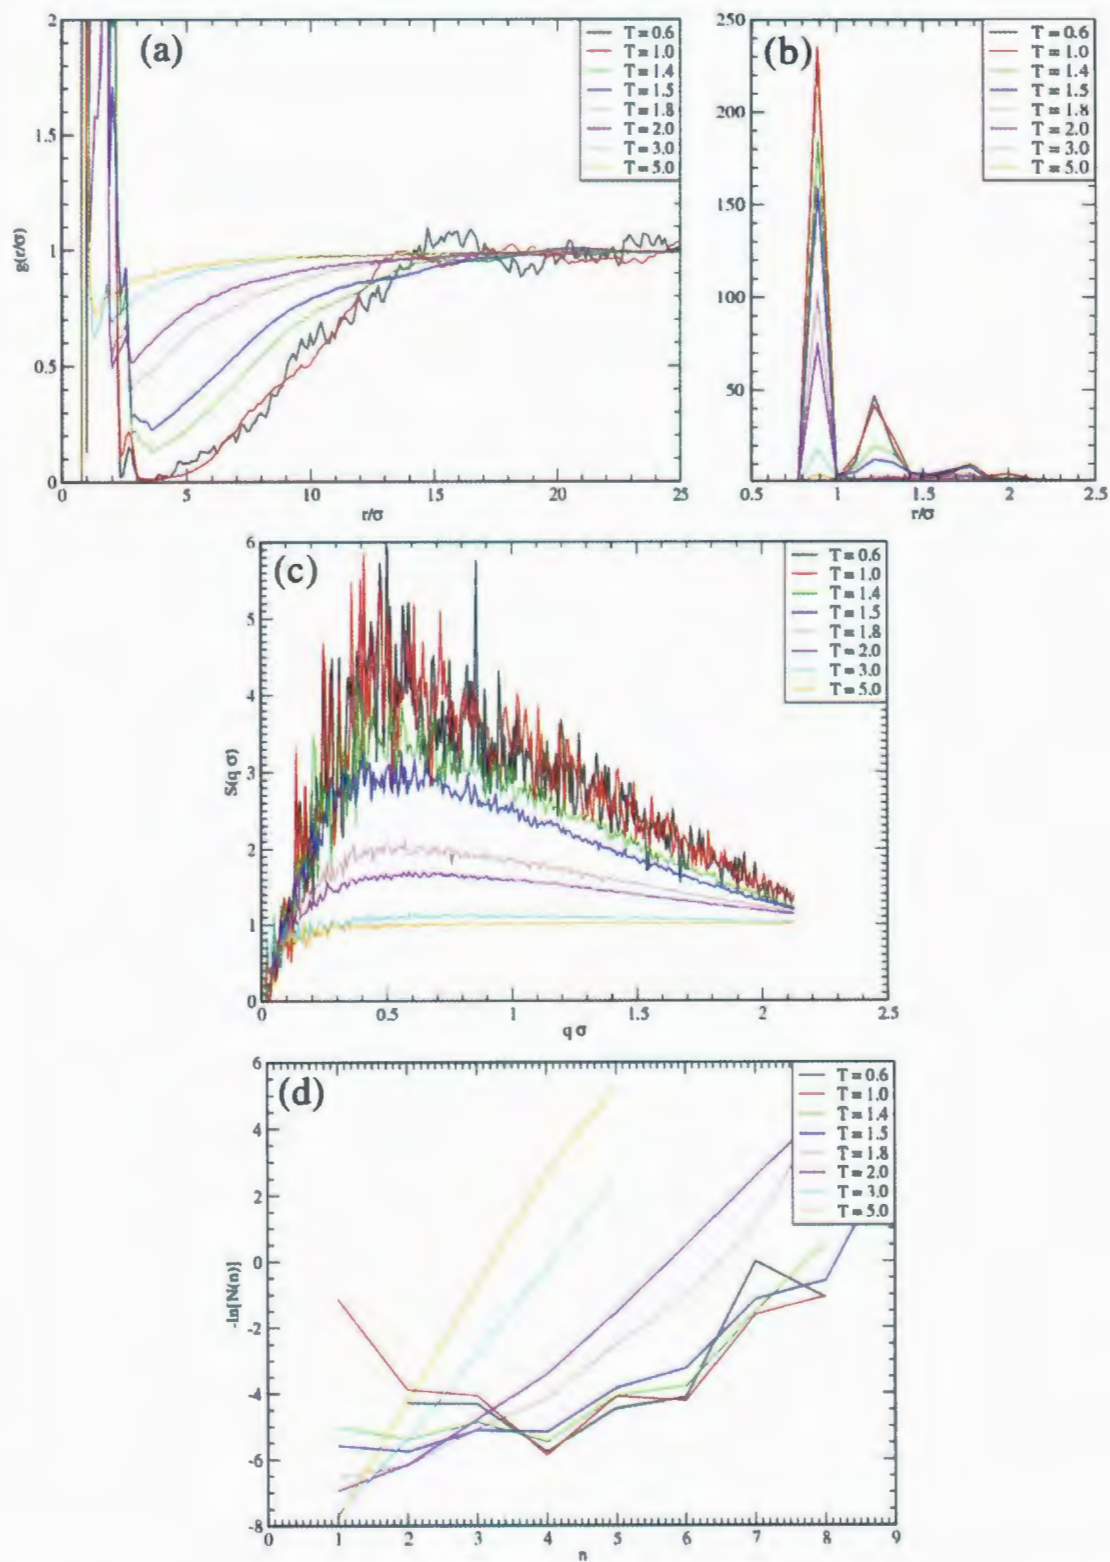 (a)
T = 0.6
T = 1.0
T = 1.4
T = 1.5
T = 1.8
T = 2.0
T = 3.0
T = 5.0
2
1.5
1
0.5
0
g(r/σ)
0 5 10 15 20 25
r/σ
(b)
T = 0.6
T = 1.0
T = 1.4
T = 1.5
T = 1.8
T = 2.0
T = 3.0
T = 5.0
250
200
150
100
50
0.5 1 1.5 2 2.5
r/σ
(c)
T = 0.6
T = 1.0
T = 1.4
T = 1.5
T = 1.8
T = 2.0
T = 3.0
T = 5.0
6
5
4
3
2
1
0
S(q σ)
0 0.5 1 1.5 2 2.5
q σ
(d)
T = 0.6
T = 1.0
T = 1.4
T = 1.5
T = 1.8
T = 2.0
T = 3.0
T = 5.0
6
4
2
0
-2
-4
-6
-8
-ln[N(n)]
0 1 2 3 4 5 6 7 8 9
n